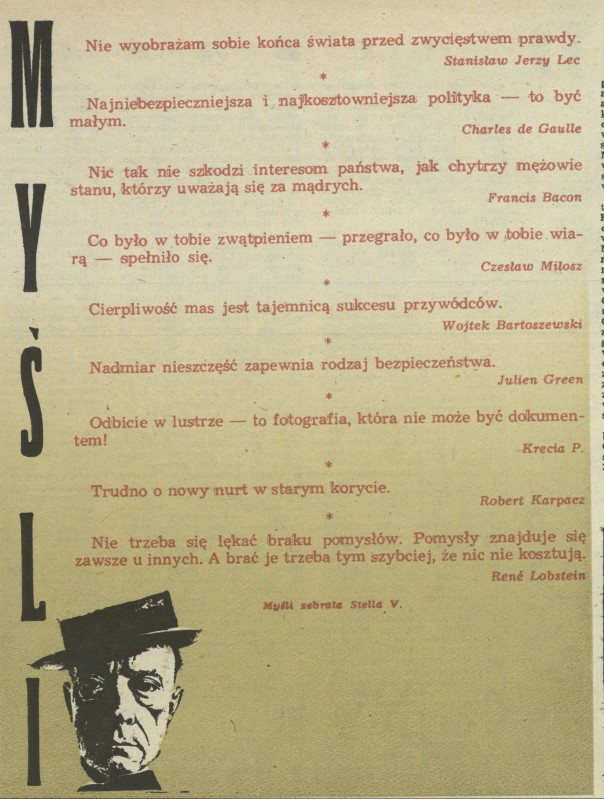 MYŚLI
Nie wyobrażam sobie końca świata przed zwycięstwem prawdy.
Stanisław Jerzy Lec
*
Najniebezpieczniejsza i najkosztowniejsza polityka — to być
małym.
Charles de Gaulle
*
Nic tak nie szkodzi interesom państwa, jak chytrzy mężowie
stanu, którzy uważają się za mądrych.
Francis Bacon
*
Co było w tobie zwątpieniem — przegrało, co było w tobie wia-
rą — spełniło się.
Czesław Miłosz
*
Cierpliwość mas jest tajemnicą sukcesu przywódców.
Wojtek Bartoszewski
*
Nadmiar nieszczęść zapewnia rodzaj bezpieczeństwa.
Julien Green
*
Odbicie w lustrze — to fotografia, która nie może być dokumen-
tem!
Krecia P.
*
Trudno o nowy nurt w starym korycie.
Robert Karpacz
*
Nie trzeba się lękać braku pomysłów. Pomysły znajduje się
zawsze u innych. A brać je trzeba tym szybciej, że nic nie kosztują.
René Lobstein
Myśli zebrała Stella V.